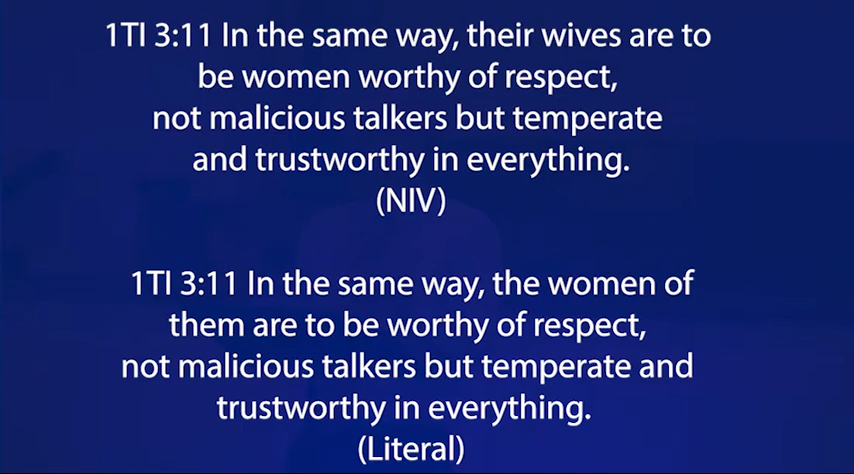 1TI 3:11 In the same way, their wives are to
be women worthy of respect,
not malicious talkers but temperate
and trustworthy in everything.
(NIV)
1TI 3:11 In the same way, the women of
them are to be worthy of respect,
not malicious talkers but temperate and
trustworthy in everything.
(Literal)